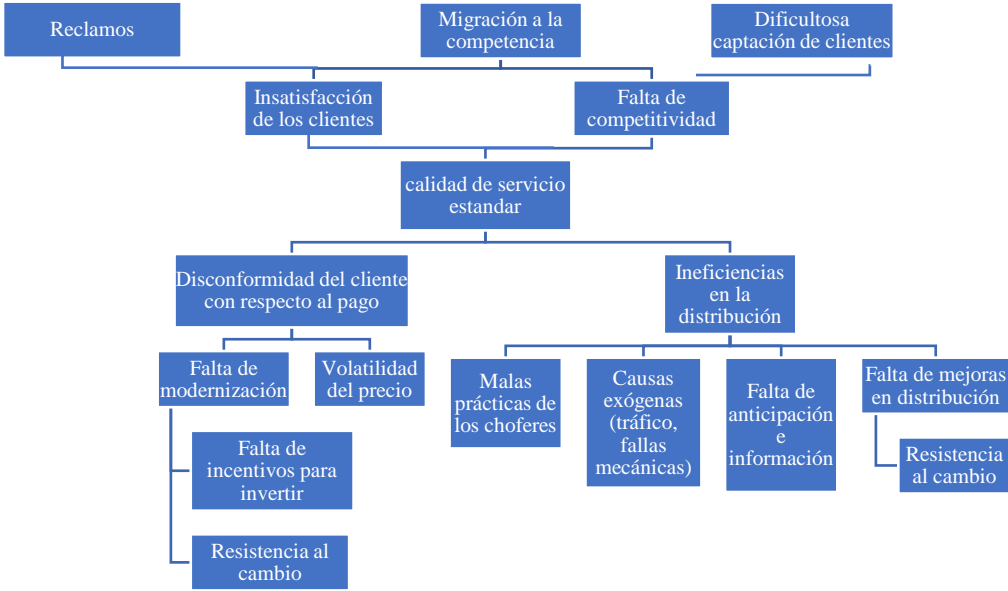 Reclamos
Migración a la
competencia
Dificultosa
captación de clientes
Insatisfacción
de los clientes
Falta de
competitividad
calidad de servicio
estandar
Disconformidad del cliente
con respecto al pago
Ineficiencias
en la
distribución
Falta de
modernización
Volatilidad
del precio
Malas
prácticas de
los choferes
Causas
exógenas
(tráfico,
fallas
mecánicas)
Falta de
anticipación
e
información
Falta de mejoras
en distribución
Falta de
incentivos para
invertir
Resistencia
al cambio
Resistencia al
cambio